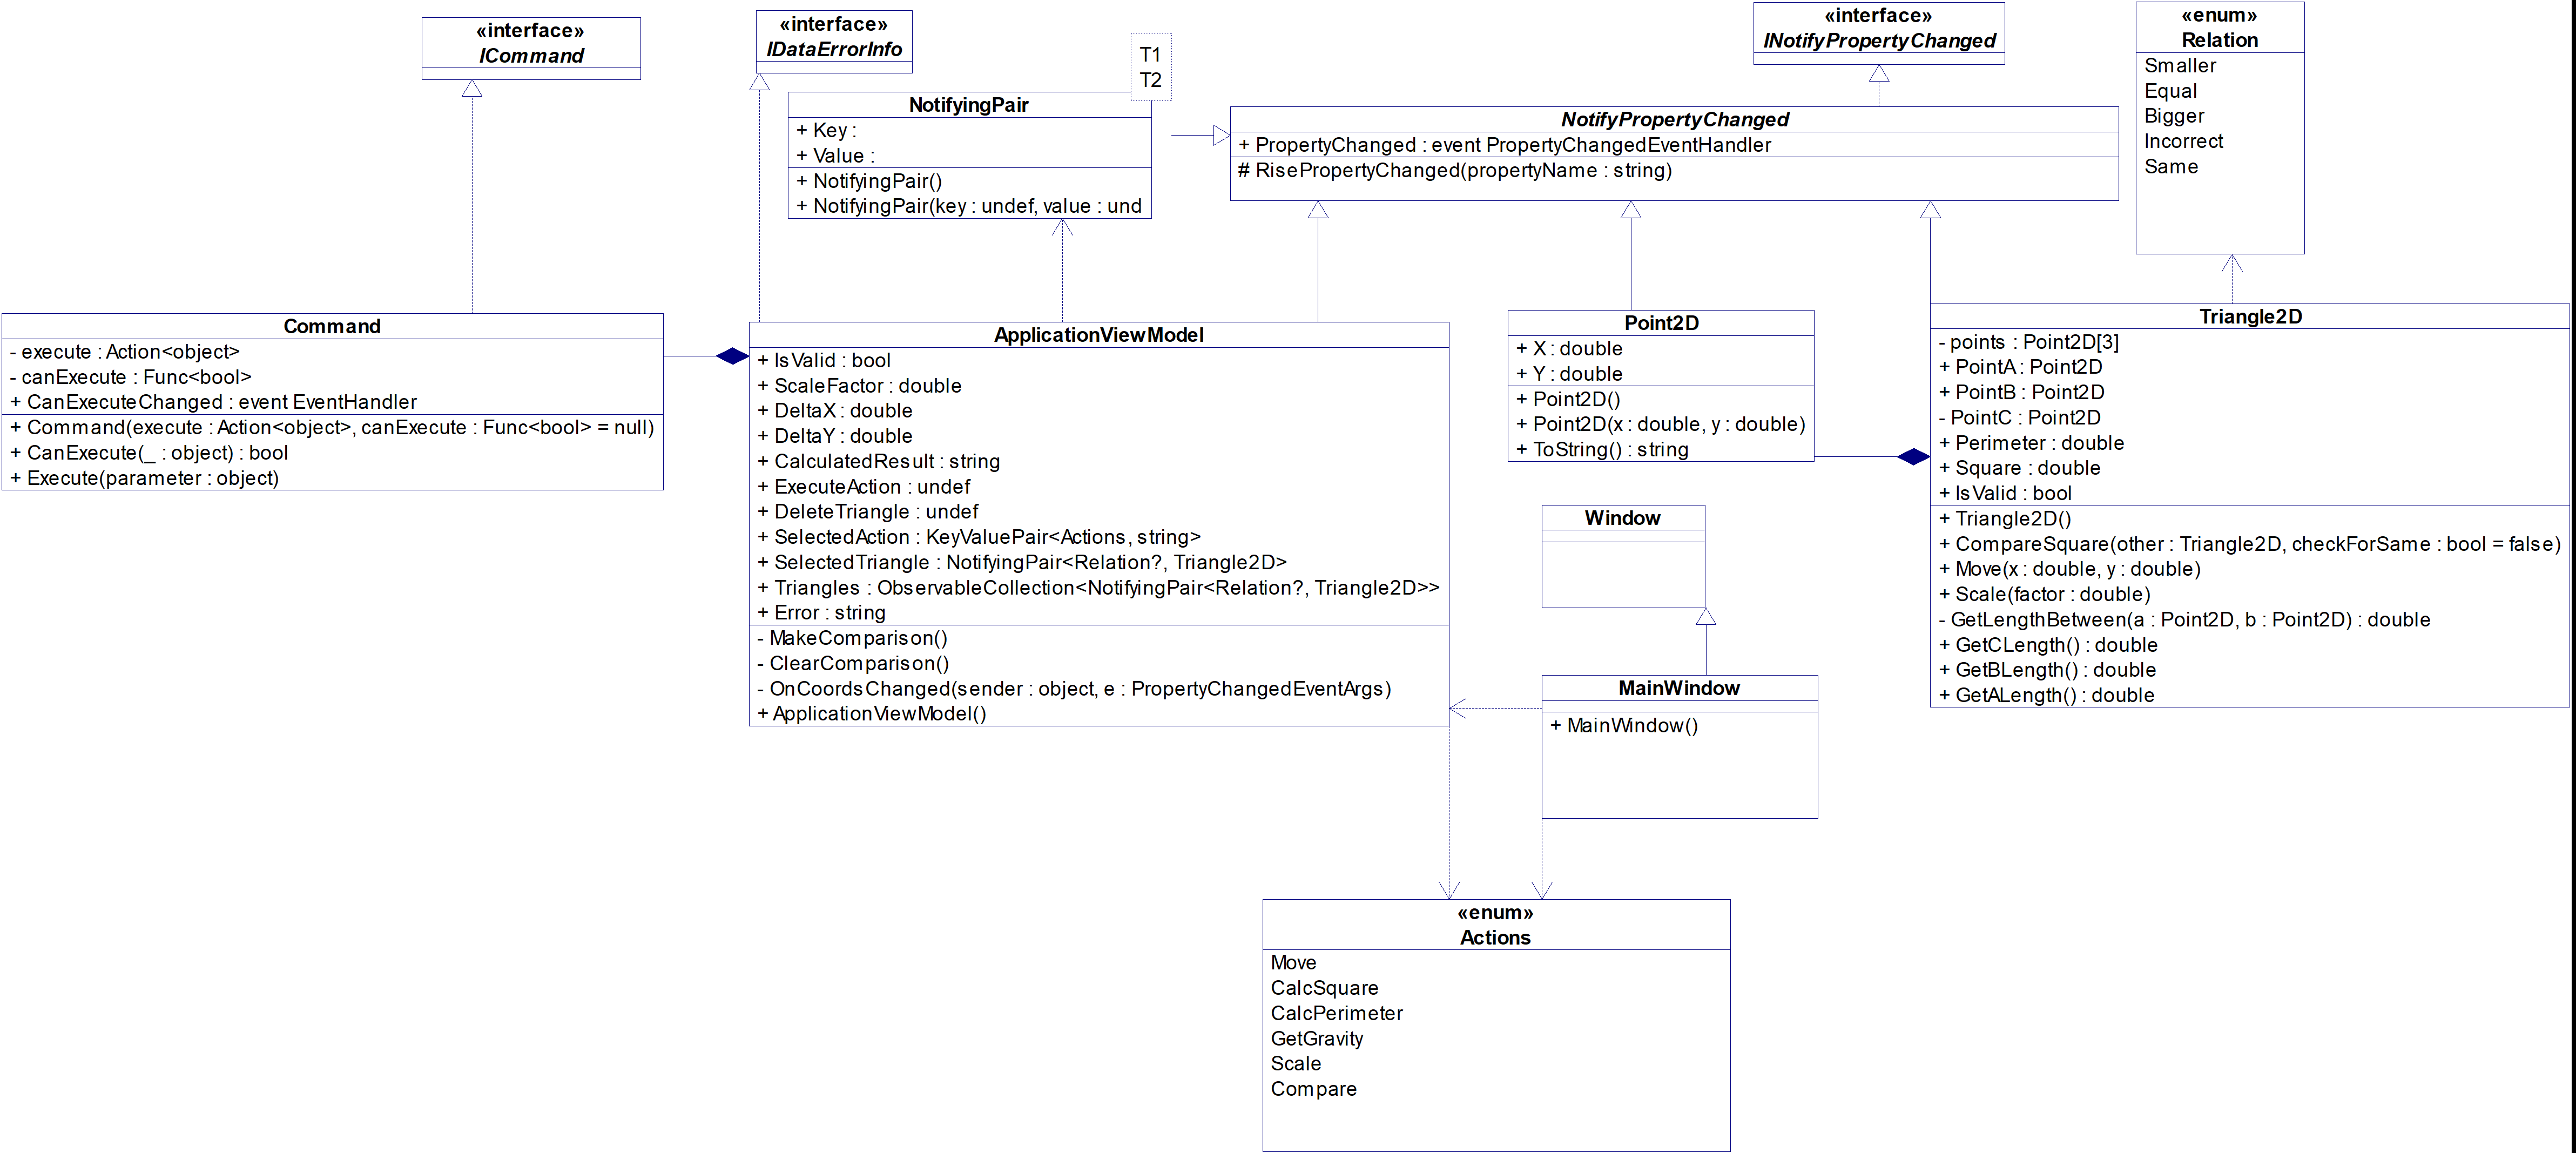 «interface»
ICommand
«interface»
IDataErrorInfo
T1
T2
NotifyingPair
+ Key :
+ Value :
+ NotifyingPair()
+ NotifyingPair(key : undef, value : und
«interface»
INotifyPropertyChanged
NotifyPropertyChanged
+ PropertyChanged : event PropertyChangedEventHandler
# RisePropertyChanged(propertyName : string)
«enum»
Relation
Smaller
Equal
Bigger
Incorrect
Same
Command
- execute : Action<object>
- canExecute : Func<bool>
+ CanExecuteChanged : event EventHandler
+ Command(execute : Action<object>, canExecute : Func<bool> = null)
+ CanExecute(_ : object) : bool
+ Execute(parameter : object)
ApplicationViewModel
+ IsValid : bool
+ ScaleFactor : double
+ DeltaX : double
+ DeltaY : double
+ CalculatedResult : string
+ ExecuteAction : undef
+ DeleteTriangle : undef
+ SelectedAction : KeyValuePair<Actions, string>
+ SelectedTriangle : NotifyingPair<Relation?, Triangle2D>
+ Triangles : ObservableCollection<NotifyingPair<Relation?, Triangle2D>>
+ Error : string
- MakeComparison()
- ClearComparison()
- OnCoordsChanged(sender : object, e : PropertyChangedEventArgs)
+ ApplicationViewModel()
Point2D
+ X : double
+ Y : double
+ Point2D()
+ Point2D(x : double, y : double)
+ ToString() : string
Triangle2D
- points : Point2D[3]
+ PointA : Point2D
+ PointB : Point2D
- PointC : Point2D
+ Perimeter : double
+ Square : double
+ IsValid : bool
+ Triangle2D()
+ CompareSquare(other : Triangle2D, checkForSame : bool = false)
+ Move(x : double, y : double)
+ Scale(factor : double)
- GetLengthBetween(a : Point2D, b : Point2D) : double
+ GetCLength() : double
+ GetBLength() : double
+ GetALength() : double
Window
MainWindow
+ MainWindow()
«enum»
Actions
Move
CalcSquare
CalcPerimeter
GetGravity
Scale
Compare